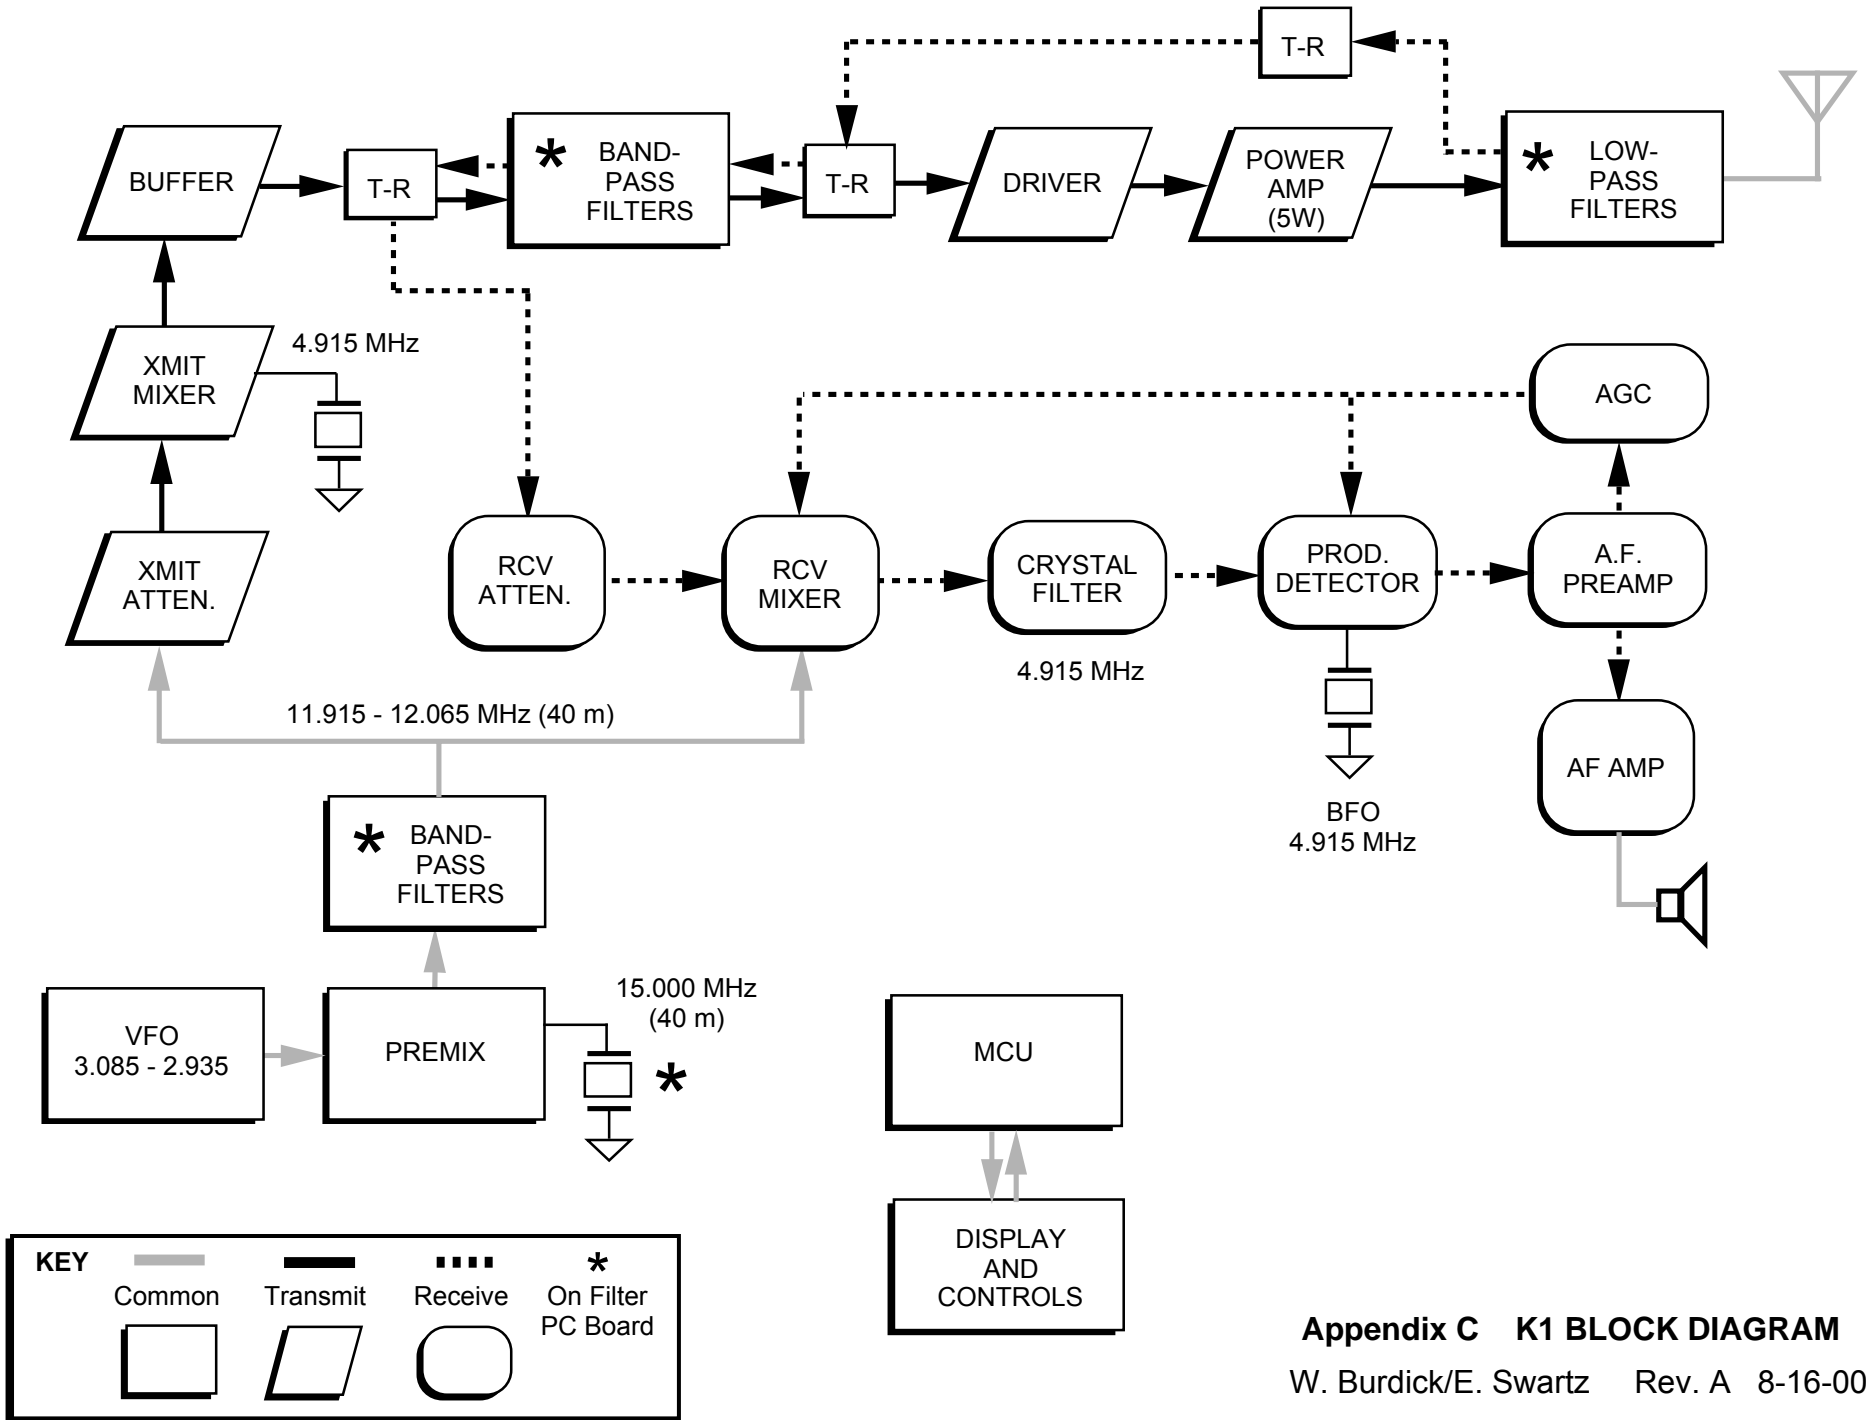 T-R
BUFFER
T-R
* BAND-
PASS
FILTERS
T-R
DRIVER
POWER
AMP
(5W)
* LOW-
PASS
FILTERS
XMIT
MIXER
4.915 MHz
AGC
XMIT
ATTEN.
RCV
ATTEN.
RCV
MIXER
CRYSTAL
FILTER
4.915 MHz
PROD.
DETECTOR
A.F.
PREAMP
11.915 - 12.065 MHz (40 m)
BFO
4.915 MHz
AF AMP
* BAND-
PASS
FILTERS
VFO
3.085 - 2.935
PREMIX
15.000 MHz
(40 m)
*
MCU
DISPLAY
AND
CONTROLS
KEY
Common
Transmit
Receive
*
On Filter
PC Board
Appendix C K1 BLOCK DIAGRAM
W. Burdick/E. Swartz Rev. A 8-16-00